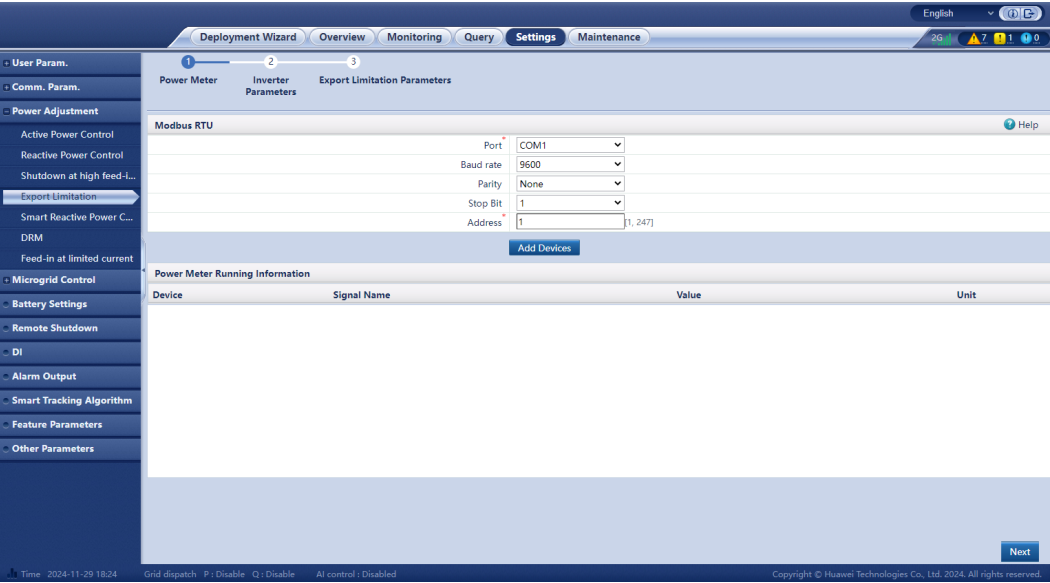 English
Deployment Wizard Overview Monitoring Query Settings Maintenance
2G 7 1 0
User Param.
Comm. Param.
Power Adjustment
Active Power Control
Reactive Power Control
Shutdown at high feed-i...
Export Limitation
Smart Reactive Power C...
DRM
Feed-in at limited current
Microgrid Control
Battery Settings
Remote Shutdown
DI
Alarm Output
Smart Tracking Algorithm
Feature Parameters
Other Parameters
1 2 3
Power Meter Inverter Export Limitation Parameters
Parameters
Modbus RTU Help
Port * COM1
Baud rate 9600
Parity None
Stop Bit 1
Address * 1 [1, 247]
Add Devices
Power Meter Running Information
Device Signal Name Value Unit
Next
Time 2024-11-29 18:24 Grid dispatch P : Disable Q : Disable AI control : Disabled Copyright © Huawei Technologies Co., Ltd. 2024. All rights reserved.